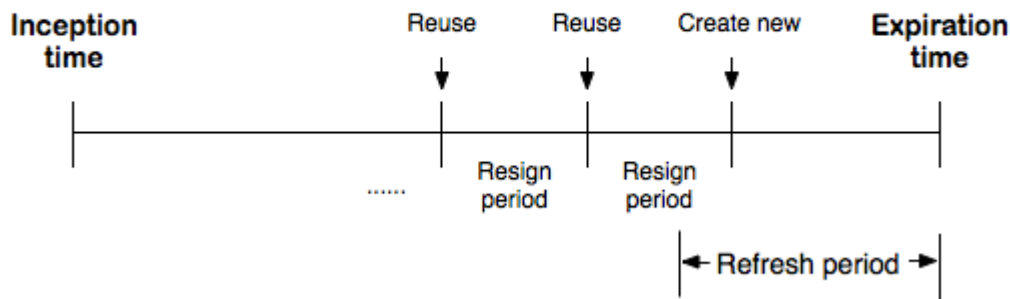 Inception
time
Reuse
Reuse
Create new
Expiration
time
......
Resign
period
Resign
period
Refresh period